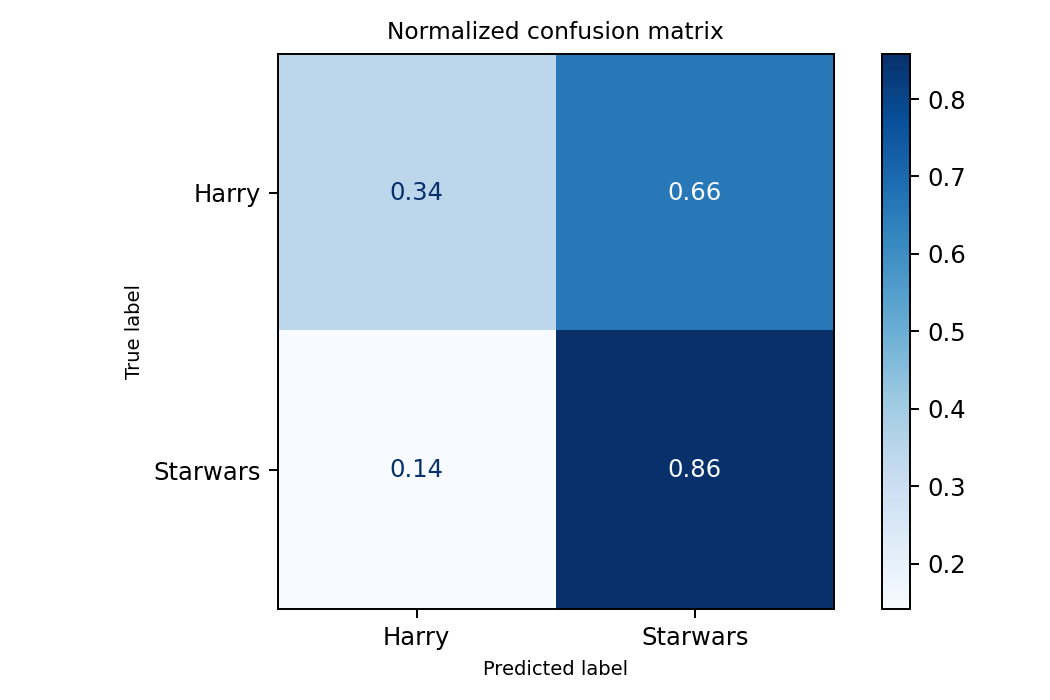 Normalized confusion matrix
0.8
0.7
Harry 0.34 0.66
0.6
0.5
True label
0.4
0.3
Starwars 0.14 0.86
0.2
Harry Starwars
Predicted label